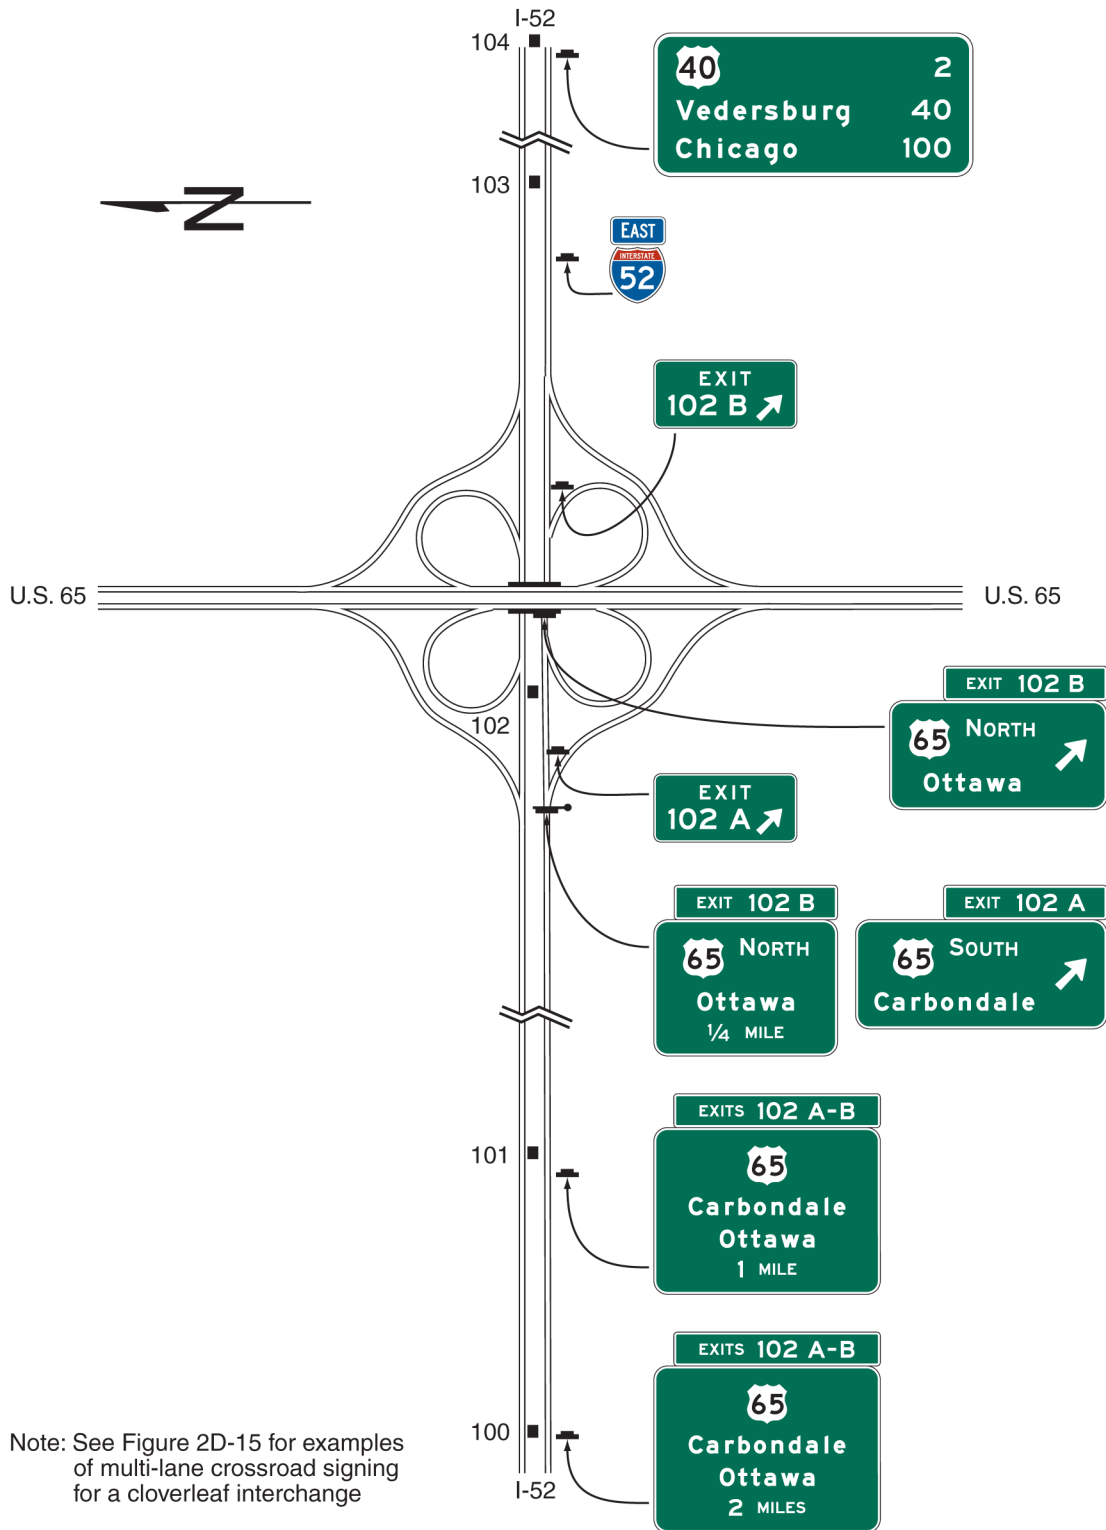 I-52
104
40 2
Vedersburg 40
Chicago 100
103
N
EAST
INTERSTATE
52
EXIT
102 B
U.S. 65
U.S. 65
EXIT 102 B
65 NORTH
Ottawa
102
EXIT
102 A
EXIT 102 B
65 NORTH
Ottawa
1/4 MILE
EXIT 102 A
65 SOUTH
Carbondale
101
EXITS 102 A-B
65
Carbondale
Ottawa
1 MILE
EXITS 102 A-B
65
Carbondale
Ottawa
2 MILES
100
I-52
Note: See Figure 2D-15 for examples
of multi-lane crossroad signing
for a cloverleaf interchange